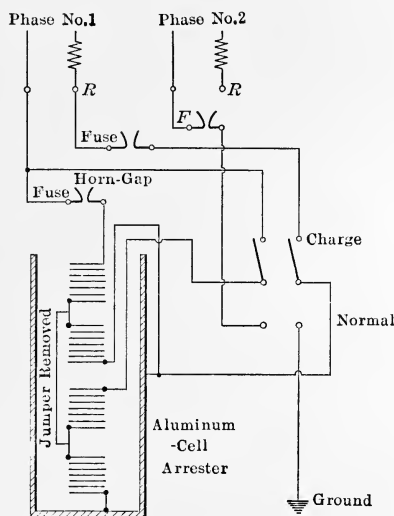 Phase No.1 Phase No.2
R R
F
Fuse
Horn-Gap
Fuse
Charge
Normal
Jumper Removed
Aluminum
-Cell
Arrester
Ground